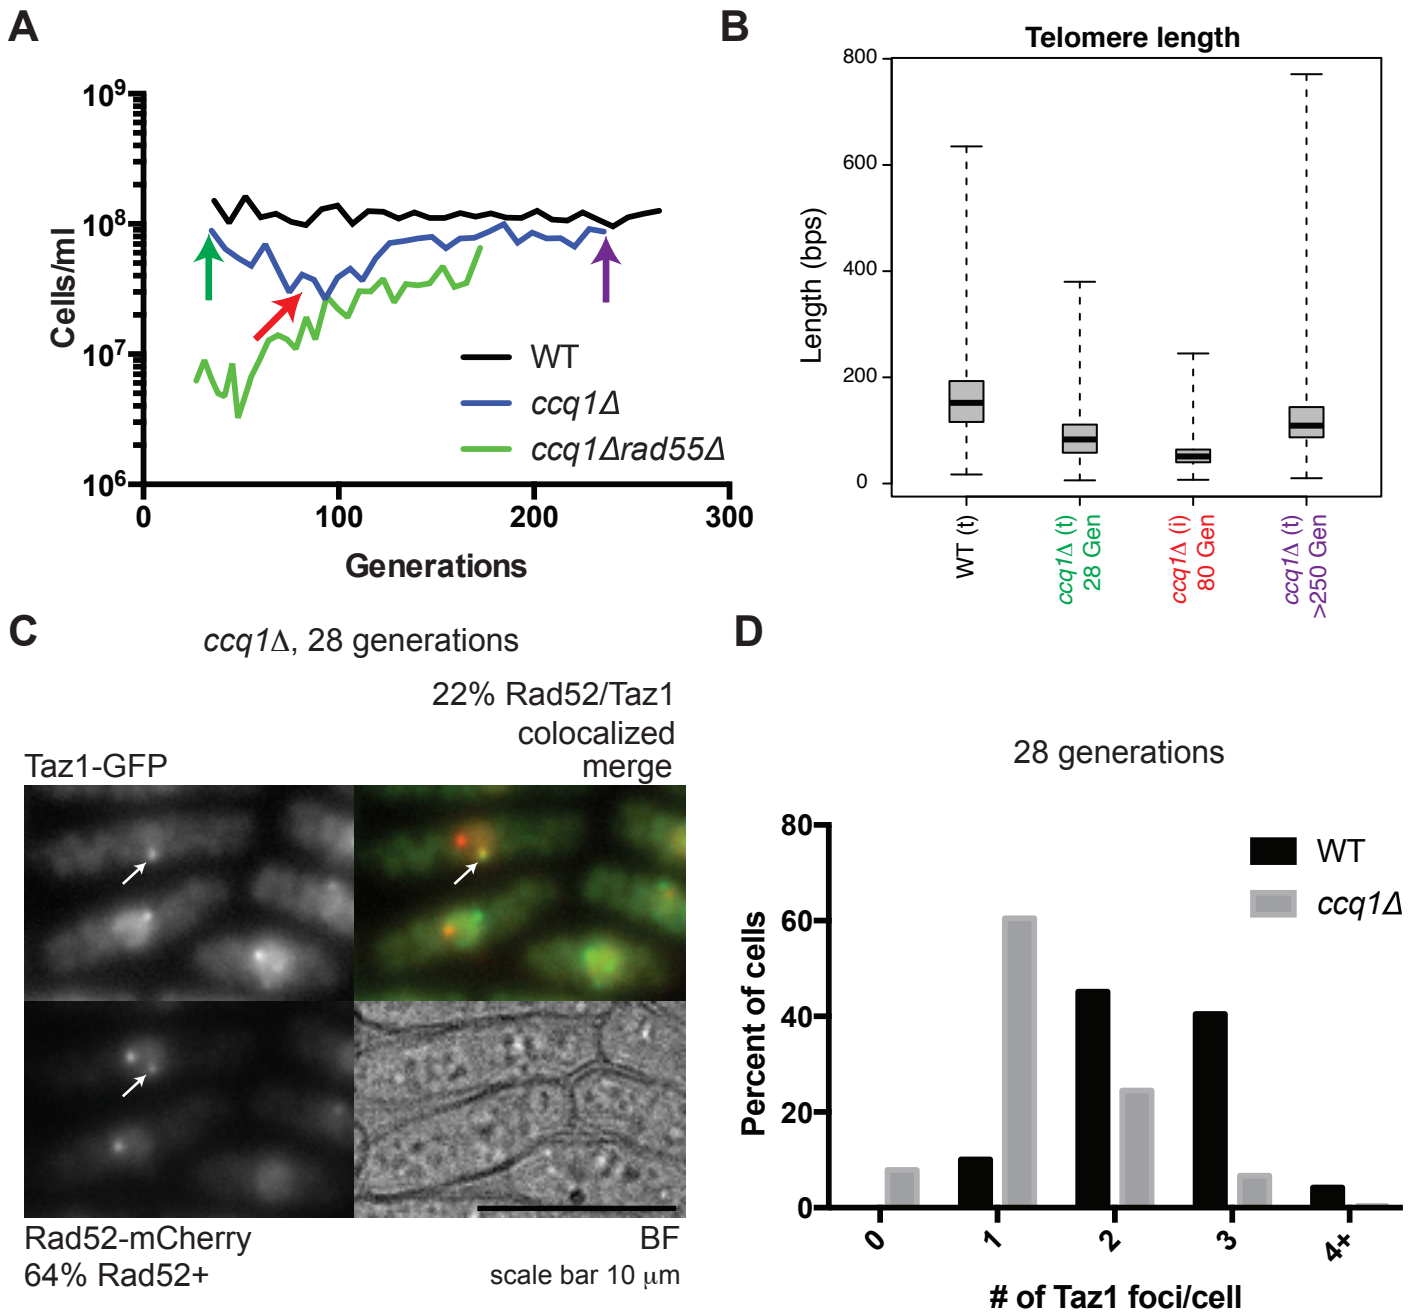 A
10⁹
10⁸
10⁷
10⁶
Cells/ml
0
100
200
300
Generations
WT
ccq1Δ
ccq1Δrad55Δ
B
Telomere length
800
600
400
200
0
Length (bps)
WT (t)
ccq1Δ (t)
28 Gen
ccq1Δ (i)
80 Gen
ccq1Δ (t)
>250 Gen
C
ccq1Δ, 28 generations
22% Rad52/Taz1
colocalized
Taz1-GFP
merge
Rad52-mCherry
64% Rad52+
BF
scale bar 10 μm
D
28 generations
80
60
40
20
0
Percent of cells
WT
ccq1Δ
0
1
2
3
4+
# of Taz1 foci/cell